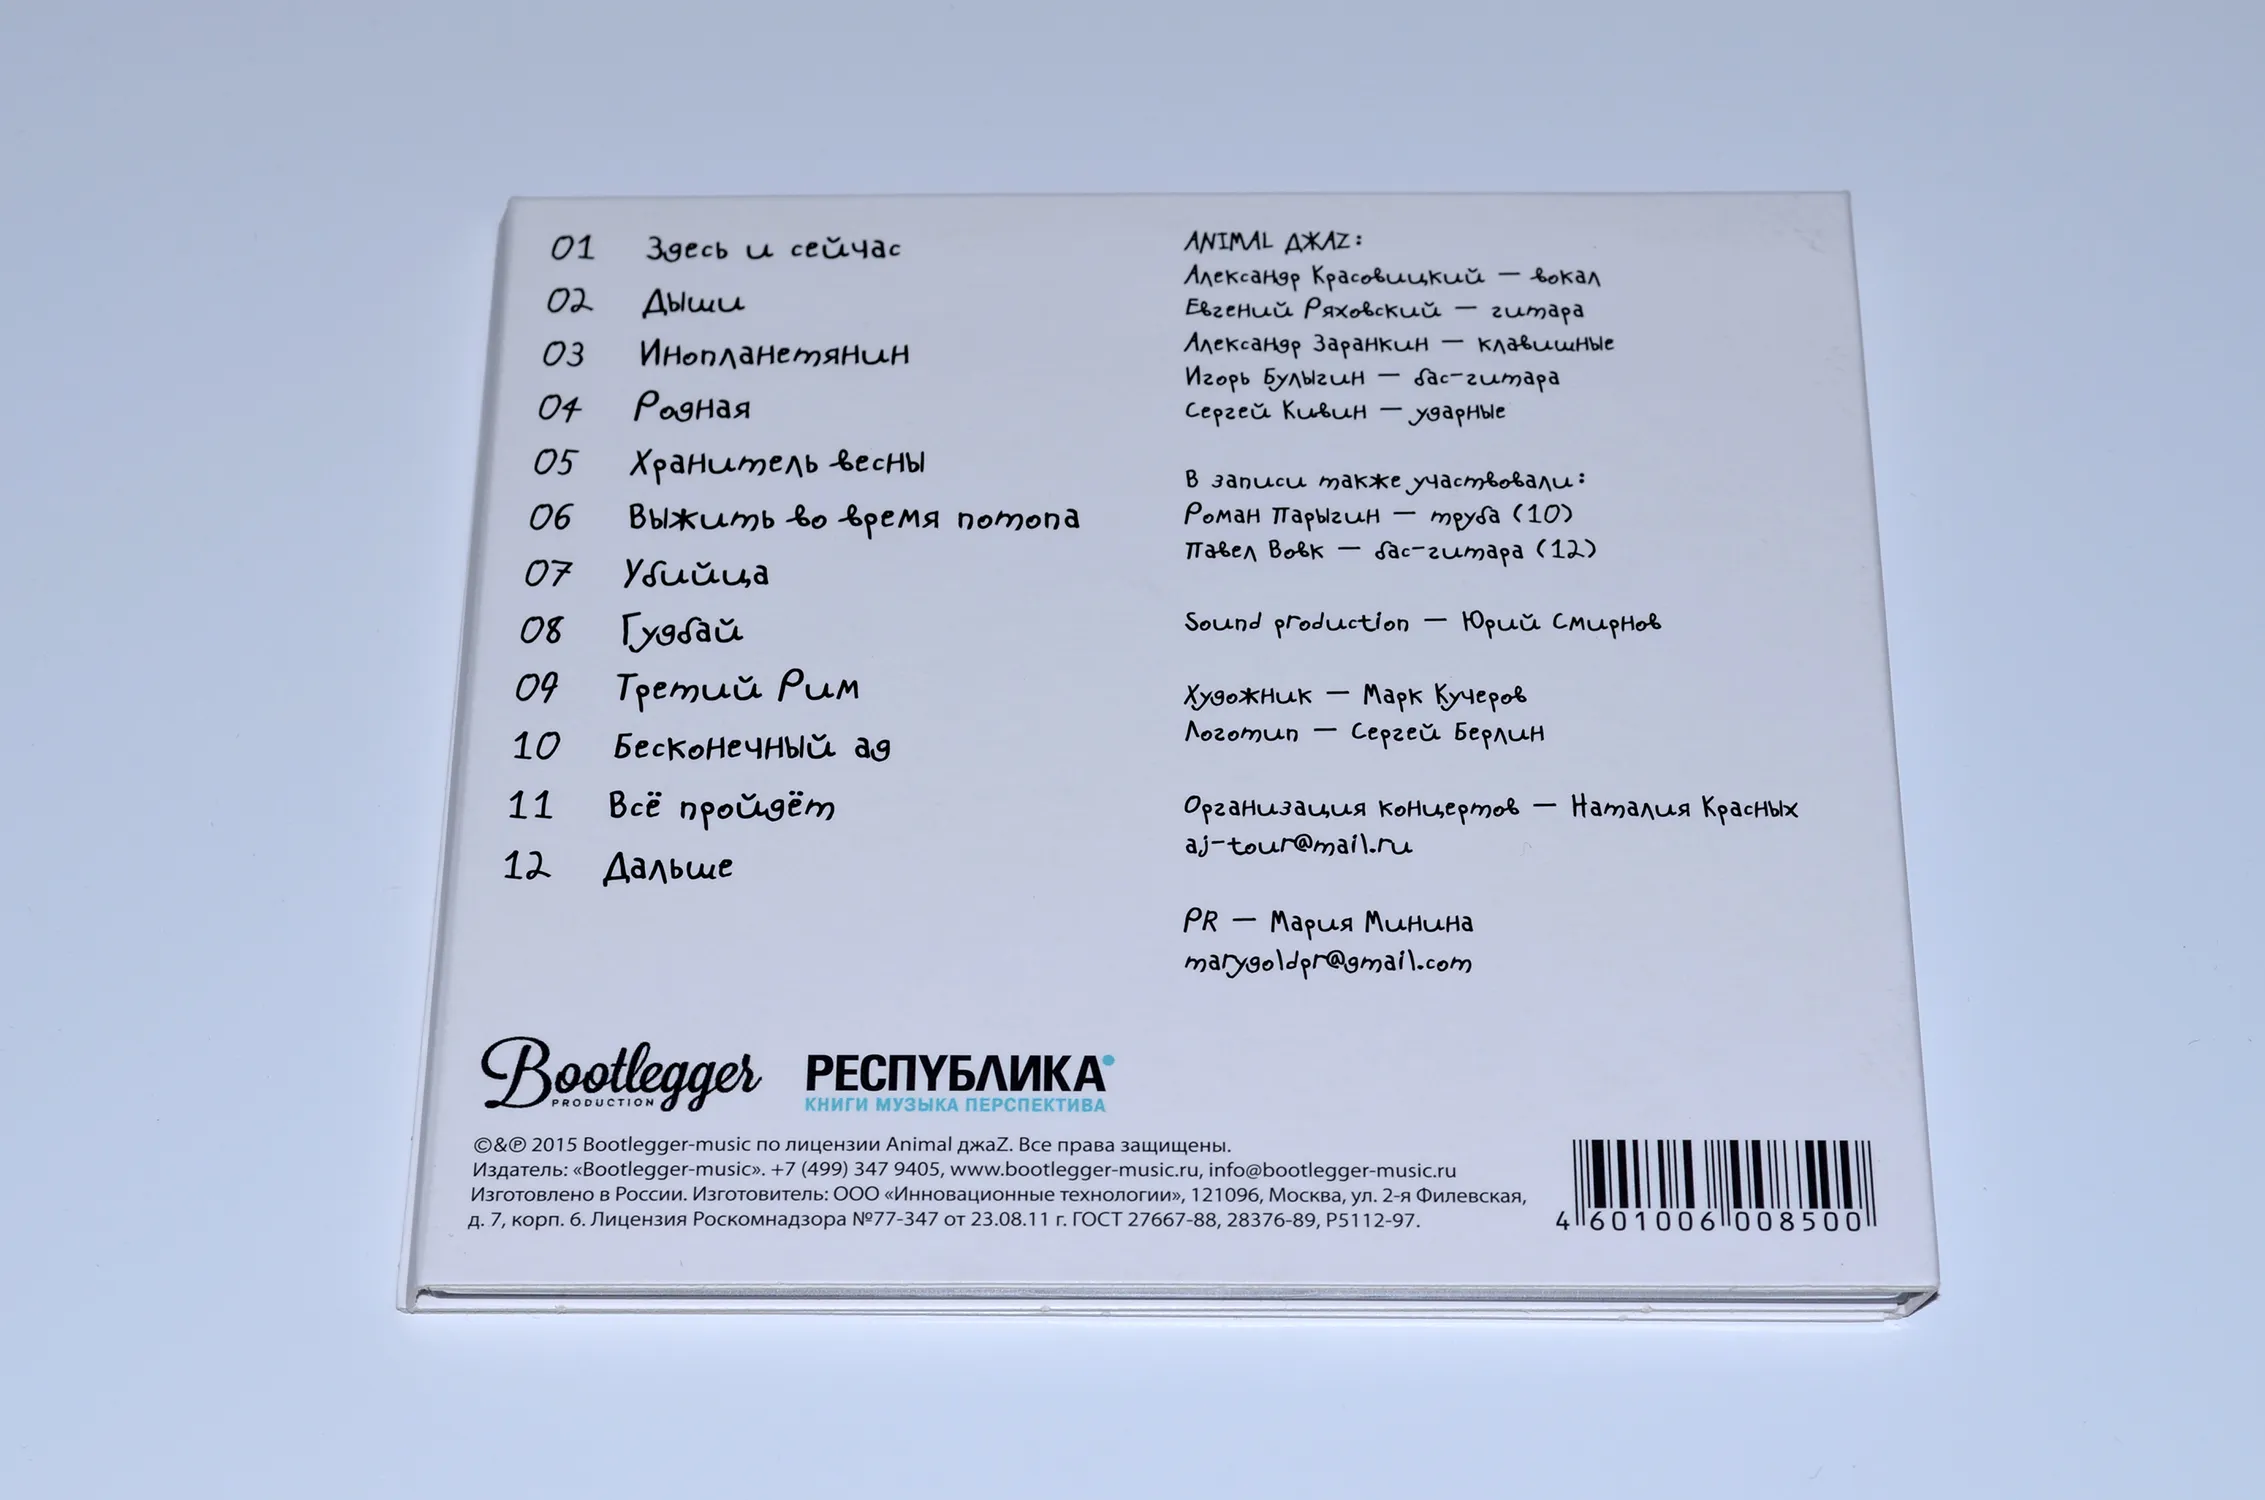 01 Здесь и сейчас
02 Дыши
03 Инопланетянин
04 Родная
05 Хранитель весны
06 Выжить во время потопа
07 Убийца
08 Гудбай
09 Третий Рим
10 Бесконечный ад
11 Всё пройдёт
12 Дальше
ANIMAL ДЖАZ:
Александр Красовицкий — вокал
Евгений Ряховский — гитара
Александр Заранкин — клавишные
Игорь Булыгин — бас-гитара
Сергей Кивин — ударные
В записи также участвовали:
Роман Парыгин — труба (10)
Павел Вовк — бас-гитара (12)
Sound production — Юрий Смирнов
Художник — Марк Кучеров
Логотип — Сергей Берлин
Организация концертов — Наталия Красных
aj-tour@mail.ru
PR — Мария Минина
marygoldpr@gmail.com
Bootlegger
PRODUCTION
РЕСПУБЛИКА
КНИГИ МУЗЫКА ПЕРСПЕКТИВА
©&℗ 2015 Bootlegger-music по лицензии Animal джаZ. Все права защищены.
Издатель: «Bootlegger-music». +7 (499) 347 9405, www.bootlegger-music.ru, info@bootlegger-music.ru
Изготовлено в России. Изготовитель: ООО «Инновационные технологии», 121096, Москва, ул. 2-я Филевская,
д. 7, корп. 6. Лицензия Роскомнадзора №77-347 от 23.08.11 г. ГОСТ 27667-88, 28376-89, Р5112-97.
4 601006 008500